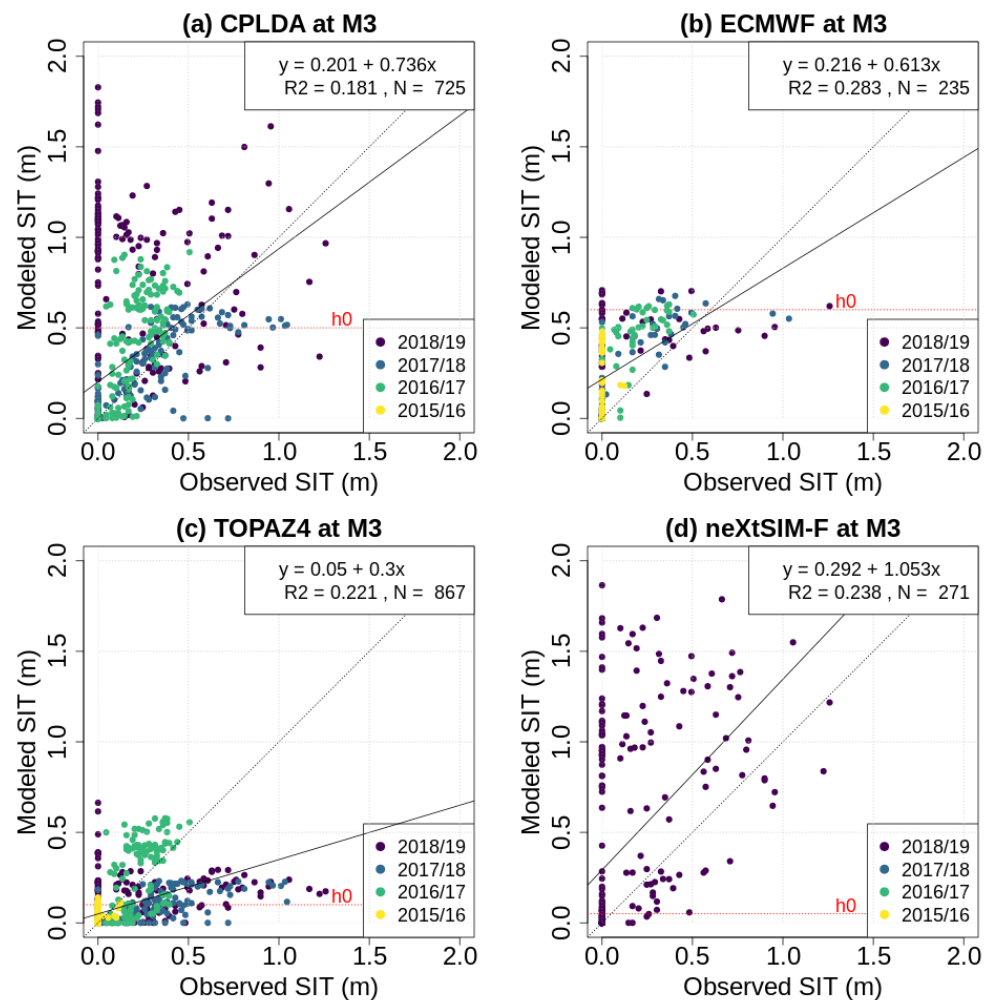 (a) CPLDA at M3
y = 0.201 + 0.736x
R2 = 0.181 , N = 725
2.0
1.5
1.0
0.5
0.0
Modeled SIT (m)
h0
2018/19
2017/18
2016/17
2015/16
0.0 0.5 1.0 1.5 2.0
Observed SIT (m)
(b) ECMWF at M3
y = 0.216 + 0.613x
R2 = 0.283 , N = 235
2.0
1.5
1.0
0.5
0.0
Modeled SIT (m)
h0
2018/19
2017/18
2016/17
2015/16
0.0 0.5 1.0 1.5 2.0
Observed SIT (m)
(c) TOPAZ4 at M3
y = 0.05 + 0.3x
R2 = 0.221 , N = 867
2.0
1.5
1.0
0.5
0.0
Modeled SIT (m)
h0
2018/19
2017/18
2016/17
2015/16
0.0 0.5 1.0 1.5 2.0
Observed SIT (m)
(d) neXtSIM-F at M3
y = 0.292 + 1.053x
R2 = 0.238 , N = 271
2.0
1.5
1.0
0.5
0.0
Modeled SIT (m)
h0
2018/19
2017/18
2016/17
2015/16
0.0 0.5 1.0 1.5 2.0
Observed SIT (m)